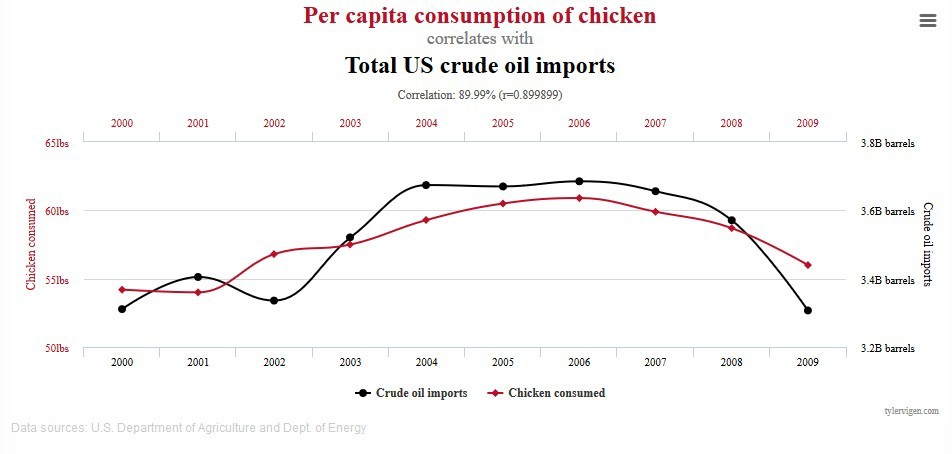 Per capita consumption of chicken
correlates with
Total US crude oil imports
Correlation: 89.99% (r=0.899899)
2000 2001 2002 2003 2004 2005 2006 2007 2008 2009
65lbs 3.8B barrels
60lbs 3.6B barrels
55lbs 3.4B barrels
50lbs 3.2B barrels
Chicken consumed
Crude oil imports
2000 2001 2002 2003 2004 2005 2006 2007 2008 2009
Crude oil imports Chicken consumed
tylervigen.com
Data sources: U.S. Department of Agriculture and Dept. of Energy